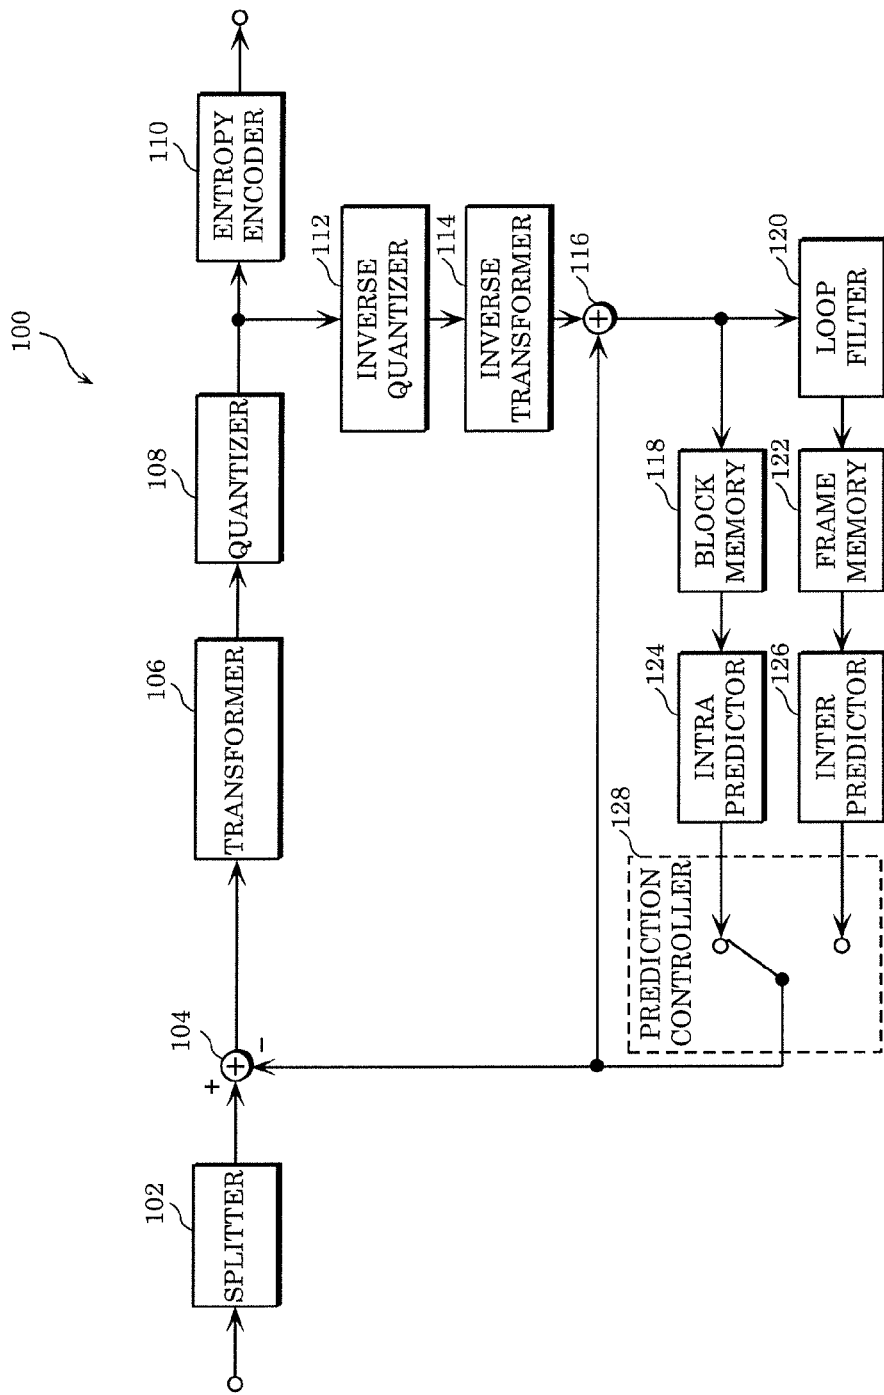 100
102
SPLITTER
+
104
+
−
106
TRANSFORMER
108
QUANTIZER
110
ENTROPY
ENCODER
112
INVERSE
QUANTIZER
114
INVERSE
TRANSFORMER
116
+
128
PREDICTION
CONTROLLER
124
INTRA
PREDICTOR
118
BLOCK
MEMORY
120
LOOP
FILTER
126
INTER
PREDICTOR
122
FRAME
MEMORY